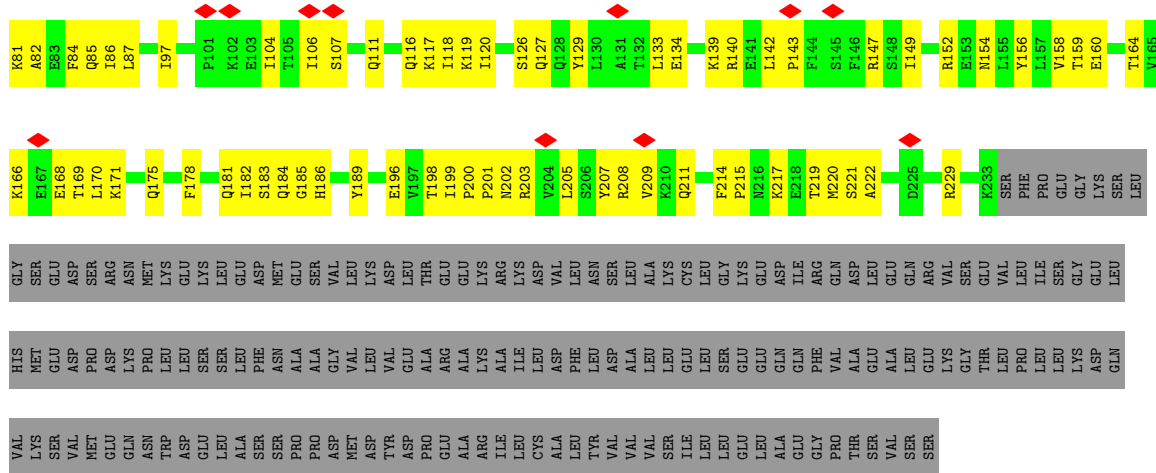 K81 A82 E83 F84 Q85 I86 L87 I97 P101 K102 E103 I104 T105 I106 S107 Q111 Q116 K117 I118 K119 I120 S126 Q127 Q128 Y129 L130 A131 T132 L133 E134 K139 R140 E141 L142 P143 F144 S145 F146 R147 S148 I149 R152 E153 N154 L155 Y156 L157 V158 T159 E160 T164 V165
K166 E167 E168 T169 L170 K171 Q175 F178 Q181 I182 S183 Q184 G185 H186 Y189 E196 V197 T198 I199 P200 P201 N202 R203 V204 L205 S206 Y207 R208 V209 K210 Q211 F214 P215 N216 K217 E218 T219 M220 S221 A222 D225 R229 K233 SER PHE PRO GLU GLY LYS SER LEU
GLY SER GLU ASP SER ARG ASN MET LYS GLU LYS LEU GLU ASP MET GLU SER VAL LEU LYS ASP LEU THR GLU GLU LYS ARG LYS ASP VAL LEU ASN SER LEU ALA LYS CYS LEU GLY LYS GLU ASP ILE ARG GLN ASP LEU GLU GLN ARG VAL SER GLU VAL LEU ILE SER GLY GLU LEU
HIS MET GLU ASP PRO ASP LYS PRO LEU LEU SER SER LEU PHE ASN ALA ALA GLY VAL LEU VAL GLU ALA ARG ALA LYS ALA ILE LEU ASP PHE LEU ASP ALA LEU LEU GLU LEU SER GLU GLU GLN GLN PHE VAL ALA GLU ALA LEU GLU LYS GLY THR LEU PRO LEU LEU LYS ASP GLN
VAL LYS SER VAL MET GLU GLN ASN TRP ASP GLU LEU ALA SER SER PRO PRO ASP MET ASP TYR ASP PRO GLU ALA ARG ILE LEU CYS ALA LEU TYR VAL VAL VAL SER ILE LEU LEU GLU LEU ALA GLU GLY PRO THR SER VAL SER SER